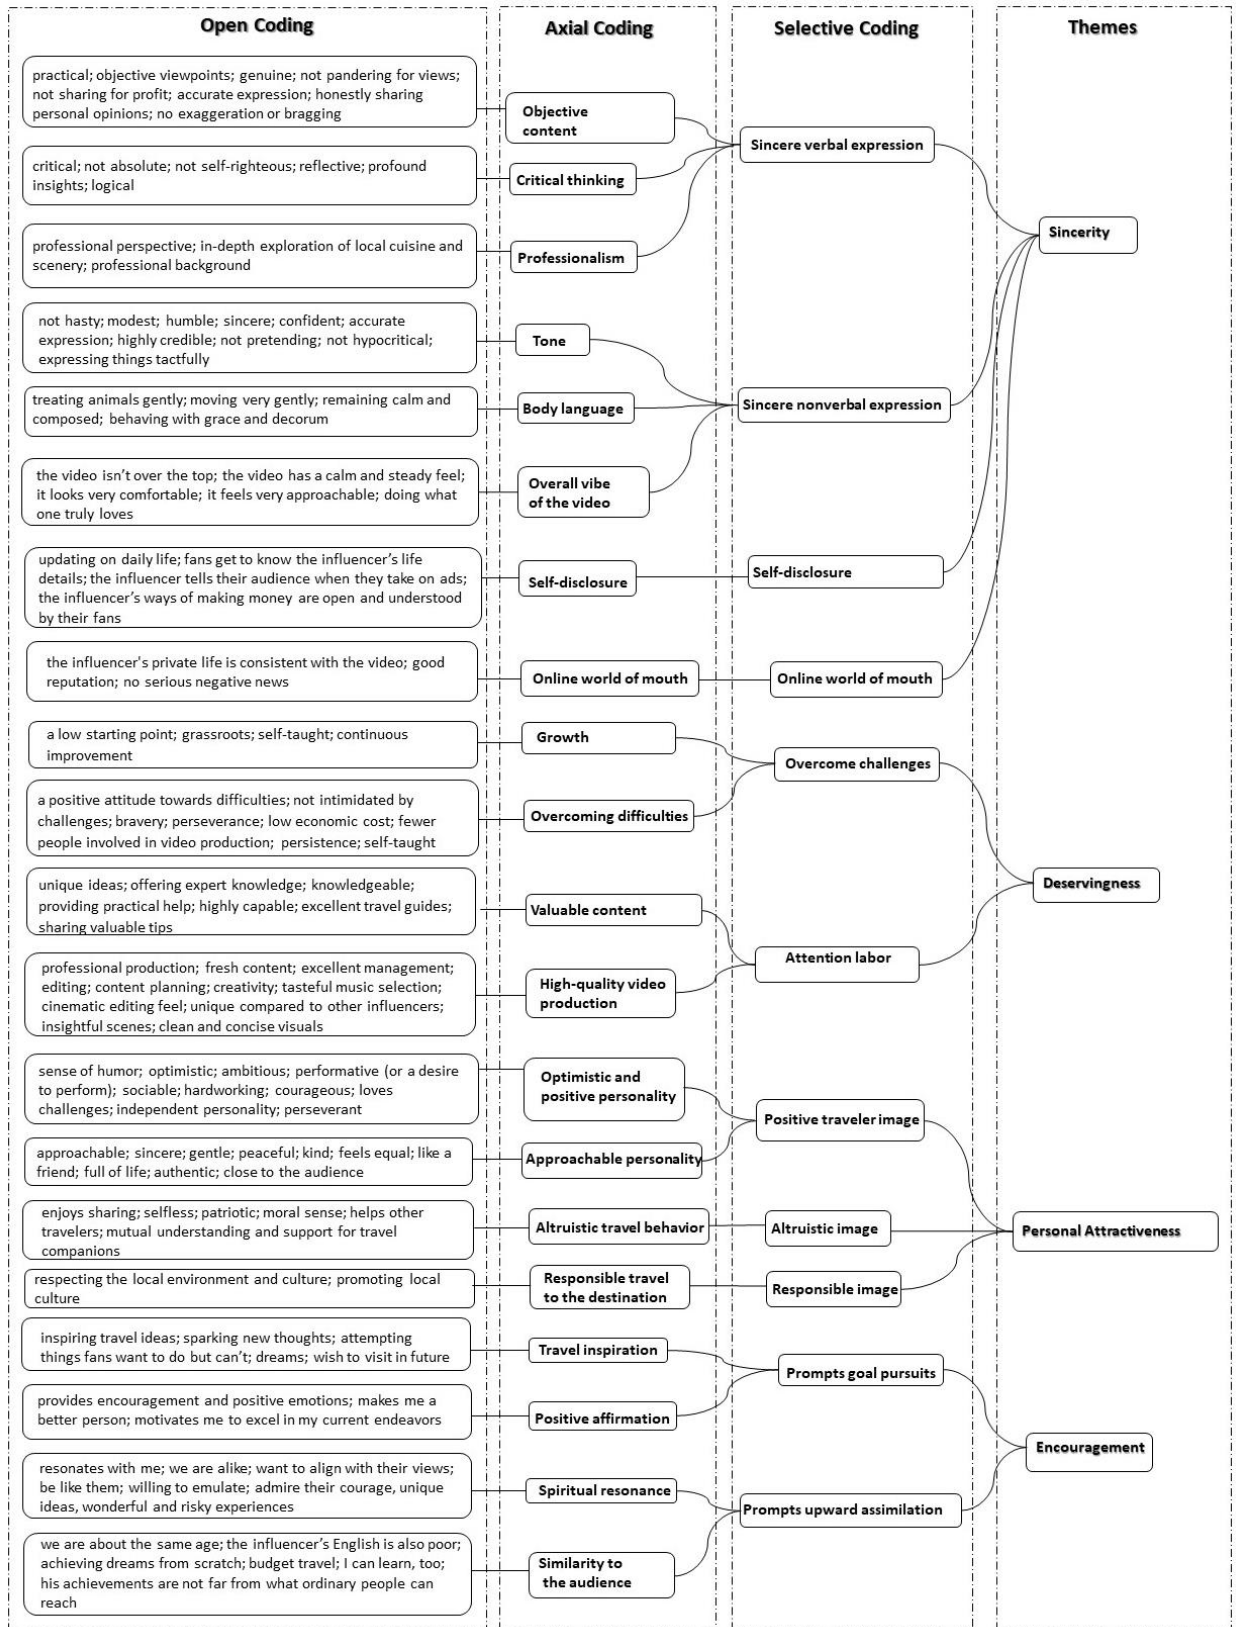 Open Coding
Axial Coding
Selective Coding
Themes
practical; objective viewpoints; genuine; not pandering for views;
not sharing for profit; accurate expression; honestly sharing
personal opinions; no exaggeration or bragging
Objective
content
Sincere verbal expression
critical; not absolute; not self-righteous; reflective; profound
insights; logical
Critical thinking
Sincerity
professional perspective; in-depth exploration of local cuisine and
scenery; professional background
Professionalism
not hasty; modest; humble; sincere; confident; accurate
expression; highly credible; not pretending; not hypocritical;
expressing things tactfully
Tone
treating animals gently; moving very gently; remaining calm and
composed; behaving with grace and decorum
Body language
Sincere nonverbal expression
the video isn't over the top; the video has a calm and steady feel;
it looks very comfortable; it feels very approachable; doing what
one truly loves
Overall vibe
of the video
updating on daily life; fans get to know the influencer's life
details; the influencer tells their audience when they take on ads;
the influencer's ways of making money are open and understood
by their fans
Self-disclosure
Self-disclosure
the influencer's private life is consistent with the video; good
reputation; no serious negative news
Online world of mouth
Online world of mouth
a low starting point; grassroots; self-taught; continuous
improvement
Growth
Overcome challenges
a positive attitude towards difficulties; not intimidated by
challenges; bravery; perseverance; low economic cost; fewer
people involved in video production; persistence; self-taught
Overcoming difficulties
Deservingness
unique ideas; offering expert knowledge; knowledgeable;
providing practical help; highly capable; excellent travel guides;
sharing valuable tips
Valuable content
Attention labor
professional production; fresh content; excellent management;
editing; content planning; creativity; tasteful music selection;
cinematic editing feel; unique compared to other influencers;
insightful scenes; clean and concise visuals
High-quality video
production
sense of humor; optimistic; ambitious; performative (or a desire
to perform); sociable; hardworking; courageous; loves
challenges; independent personality; perseverant
Optimistic and
positive personality
Positive traveler image
approachable; sincere; gentle; peaceful; kind; feels equal; like a
friend; full of life; authentic; close to the audience
Approachable personality
enjoys sharing; selfless; patriotic; moral sense; helps other
travelers; mutual understanding and support for travel
companions
Altruistic travel behavior
Altruistic image
Personal Attractiveness
respecting the local environment and culture; promoting local
culture
Responsible travel
to the destination
Responsible image
inspiring travel ideas; sparking new thoughts; attempting
things fans want to do but can't; dreams; wish to visit in future
Travel inspiration
Prompts goal pursuits
provides encouragement and positive emotions; makes me a
better person; motivates me to excel in my current endeavors
Positive affirmation
Encouragement
resonates with me; we are alike; want to align with their views;
be like them; willing to emulate; admire their courage, unique
ideas, wonderful and risky experiences
Spiritual resonance
Prompts upward assimilation
we are about the same age; the influencer's English is also poor;
achieving dreams from scratch; budget travel; I can learn, too;
his achievements are not far from what ordinary people can
reach
Similarity to
the audience